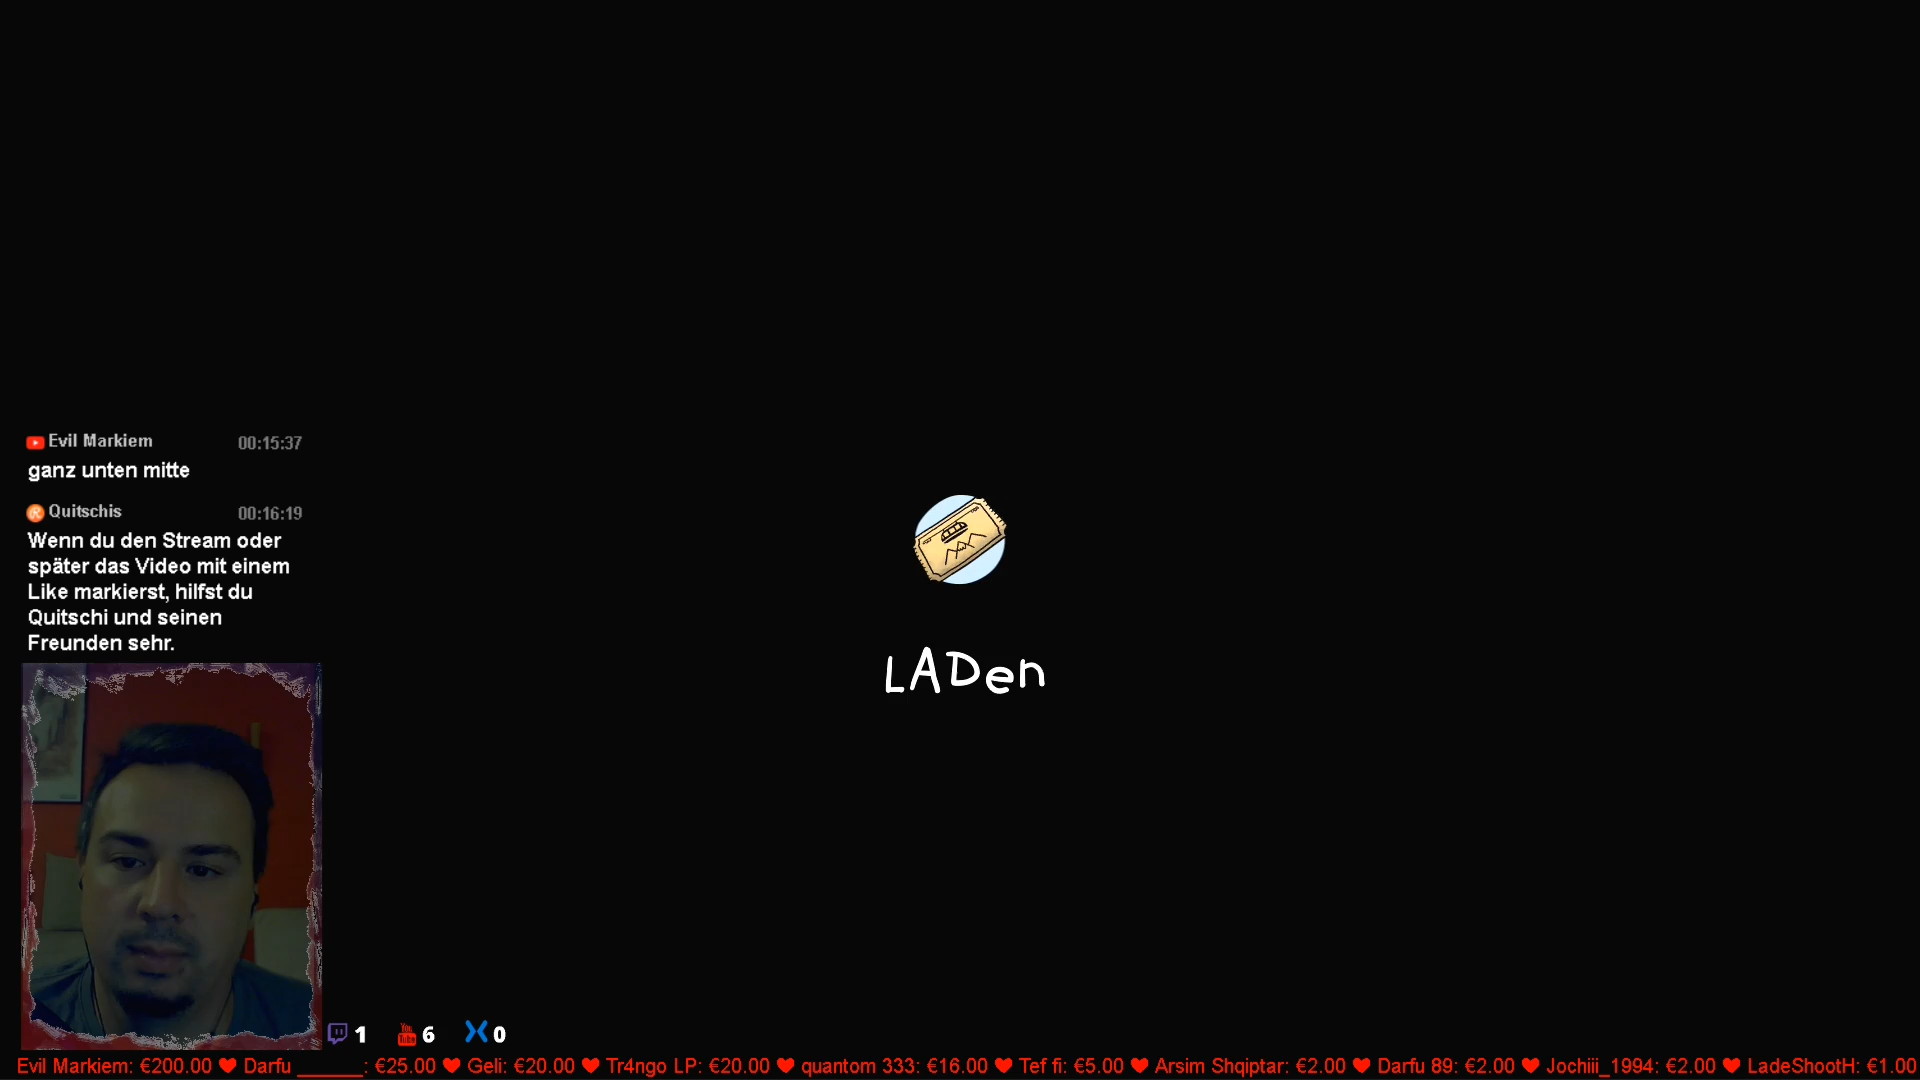 Evil Markiem 00:15:37
ganz unten mitte
Quitschis 00:16:19
Wenn du den Stream oder
später das Video mit einem
Like markierst, hilfst du
Quitschi und seinen
Freunden sehr.
LADen
1 You Tube 6 0
Evil Markiem: €200.00 ♥ Darfu ______: €25.00 ♥ Geli: €20.00 ♥ Tr4ngo LP: €20.00 ♥ quantom 333: €16.00 ♥ Tef fi: €5.00 ♥ Arsim Shqiptar: €2.00 ♥ Darfu 89: €2.00 ♥ Jochiii_1994: €2.00 ♥ LadeShootH: €1.00